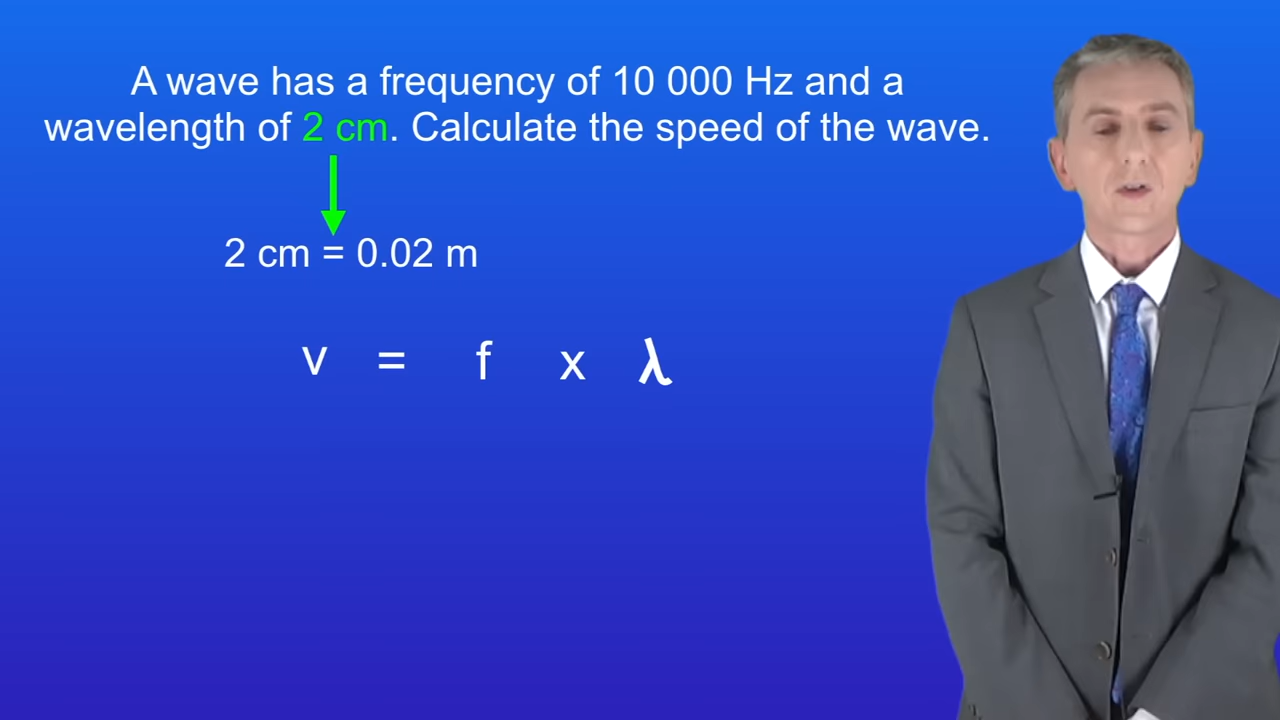 A wave has a frequency of 10 000 Hz and a
wavelength of 2 cm. Calculate the speed of the wave.
2 cm = 0.02 m
v = f x λ